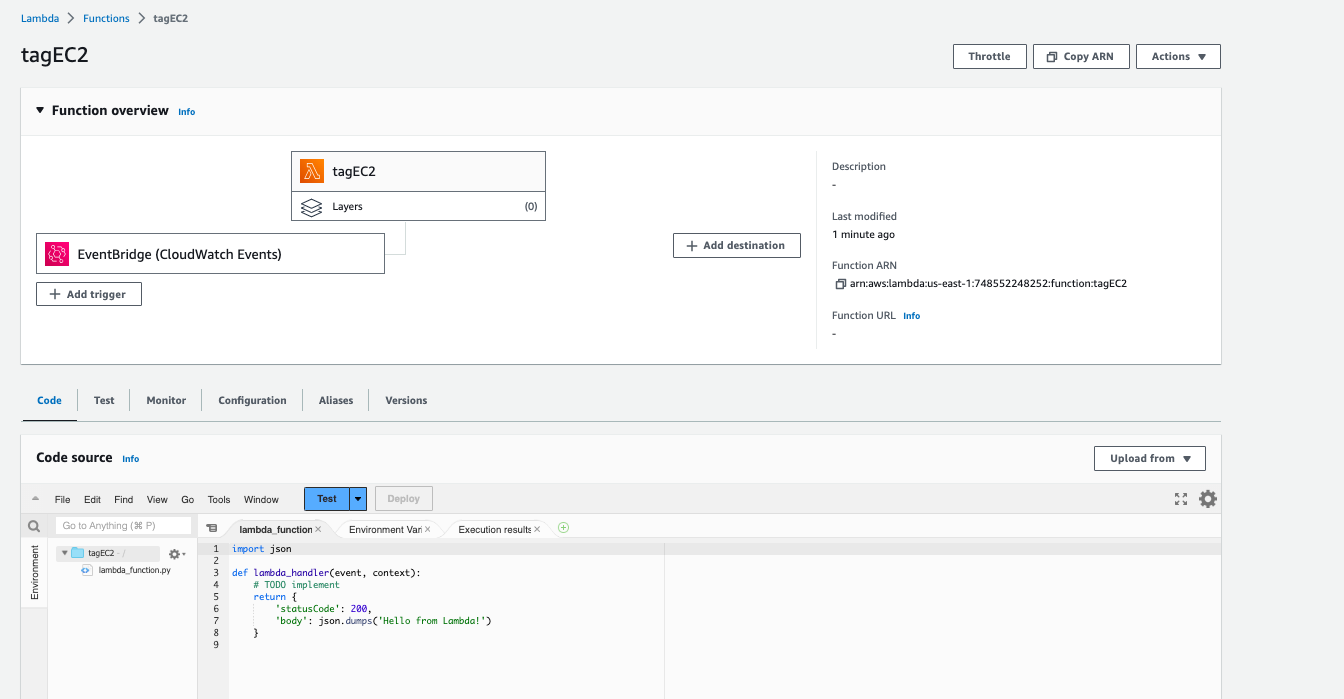 Lambda > Functions > tagEC2
tagEC2
Throttle Copy ARN Actions ▼
▼ Function overview Info
tagEC2
Layers (0)
EventBridge (CloudWatch Events)
+ Add trigger
+ Add destination
Description
-
Last modified
1 minute ago
Function ARN
arn:aws:lambda:us-east-1:748552248252:function:tagEC2
Function URL Info
-
Code Test Monitor Configuration Aliases Versions
Code source Info
Upload from ▼
File Edit Find View Go Tools Window Test Deploy
Go to Anything (⌘ P)
lambda_function × Environment Vari × Execution results ×
Environment
tagEC2 - /
lambda_function.py
1 import json
2
3 def lambda_handler(event, context):
4     # TODO implement
5     return {
6         'statusCode': 200,
7         'body': json.dumps('Hello from Lambda!')
8     }
9